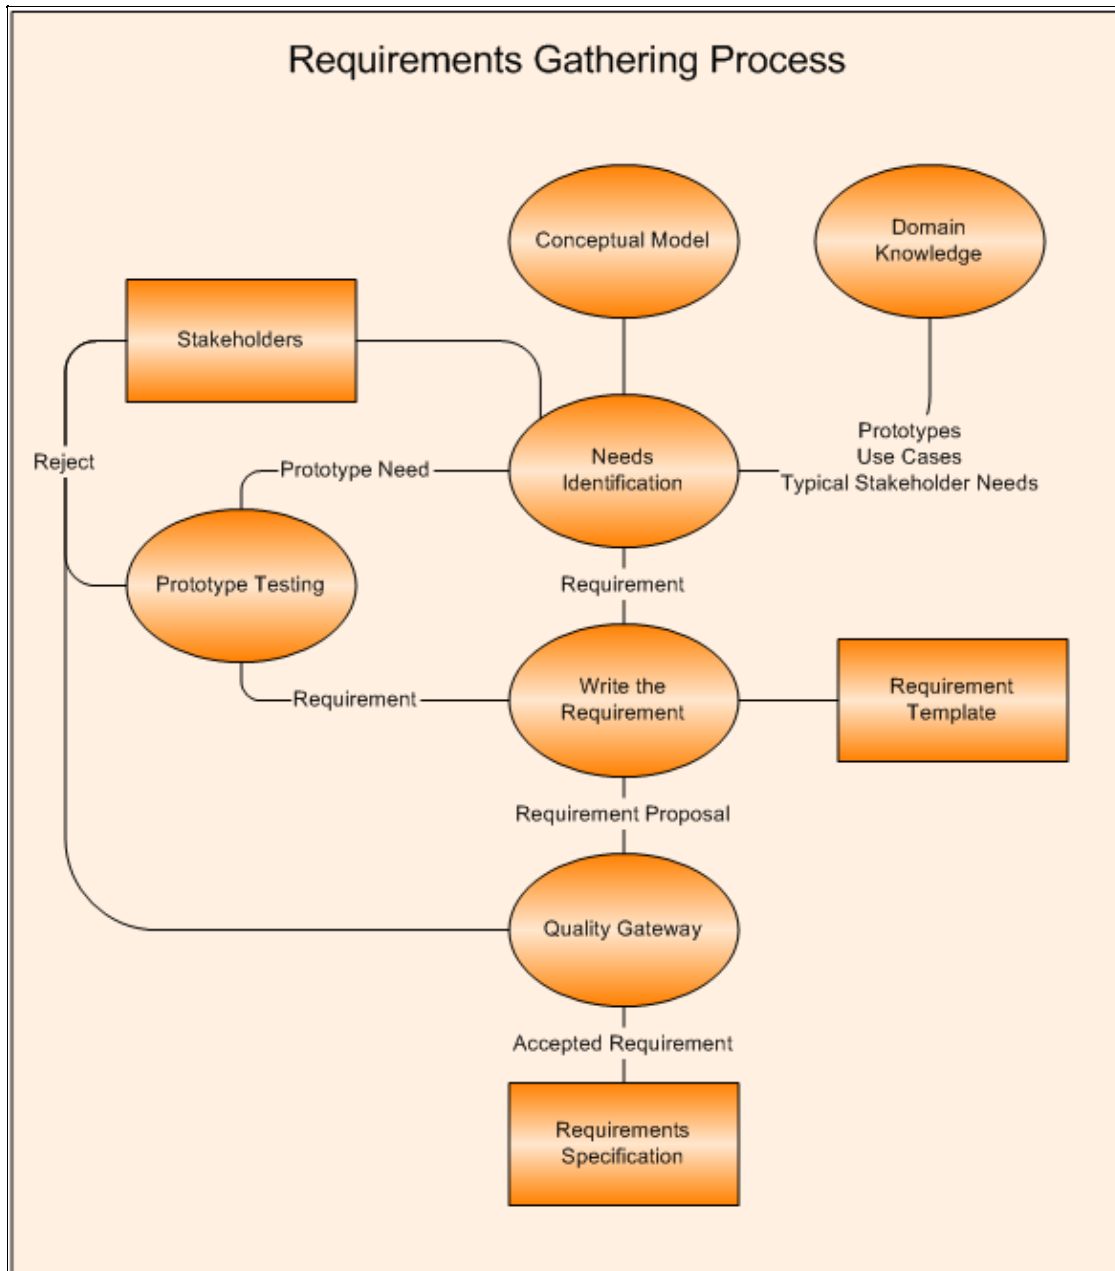 Requirements Gathering Process
Conceptual Model
Domain
Knowledge
Stakeholders
Prototypes
Use Cases
Typical Stakeholder Needs
Reject
Prototype Need
Needs
Identification
Prototype Testing
Requirement
Requirement
Write the
Requirement
Requirement
Template
Requirement Proposal
Quality Gateway
Accepted Requirement
Requirements
Specification